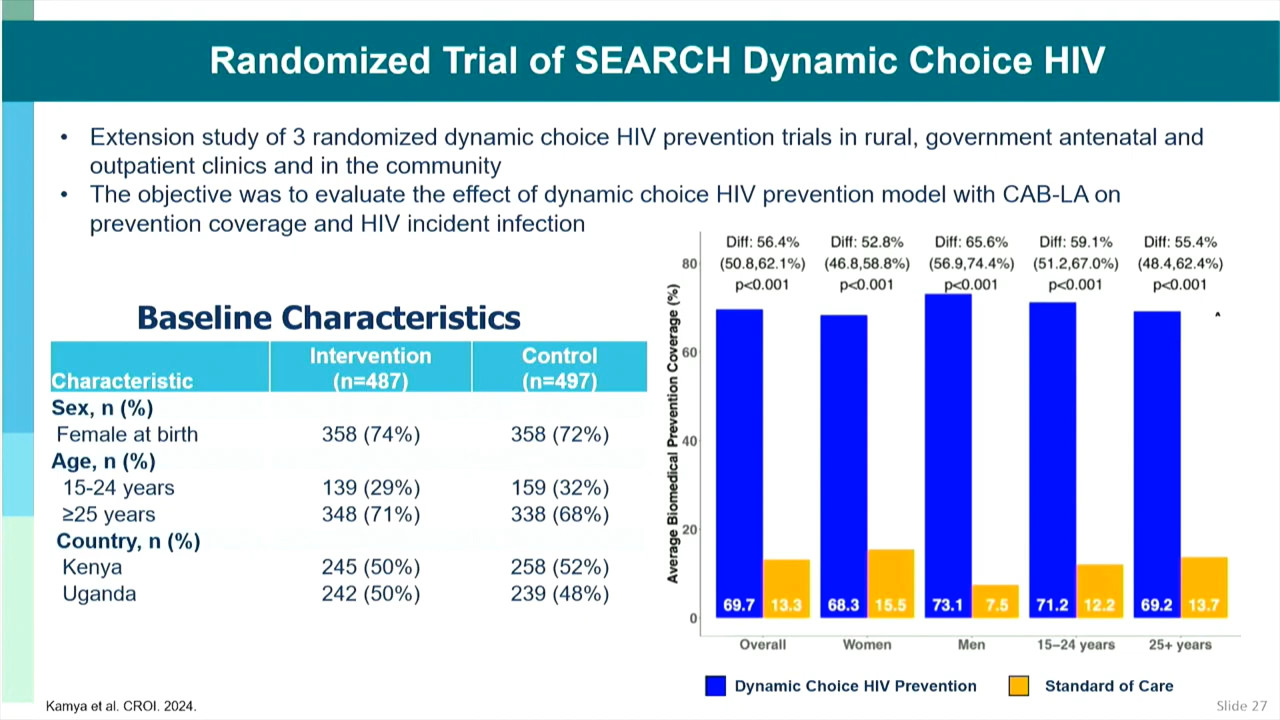 Randomized Trial of SEARCH Dynamic Choice HIV
• Extension study of 3 randomized dynamic choice HIV prevention trials in rural, government antenatal and
outpatient clinics and in the community
• The objective was to evaluate the effect of dynamic choice HIV prevention model with CAB-LA on
prevention coverage and HIV incident infection
Baseline Characteristics
Characteristic Intervention (n=487) Control (n=497)
Sex, n (%)
Female at birth 358 (74%) 358 (72%)
Age, n (%)
15-24 years 139 (29%) 159 (32%)
≥25 years 348 (71%) 338 (68%)
Country, n (%)
Kenya 245 (50%) 258 (52%)
Uganda 242 (50%) 239 (48%)
Average Biomedical Prevention Coverage (%)
80
60
40
20
0
Diff: 56.4% Diff: 52.8% Diff: 65.6% Diff: 59.1% Diff: 55.4%
(50.8,62.1%) (46.8,58.8%) (56.9,74.4%) (51.2,67.0%) (48.4,62.4%)
p<0.001 p<0.001 p<0.001 p<0.001 p<0.001
69.7 13.3 68.3 15.5 73.1 7.5 71.2 12.2 69.2 13.7
Overall Women Men 15–24 years 25+ years
Dynamic Choice HIV Prevention Standard of Care
Kamya et al. CROI. 2024.
Slide 27